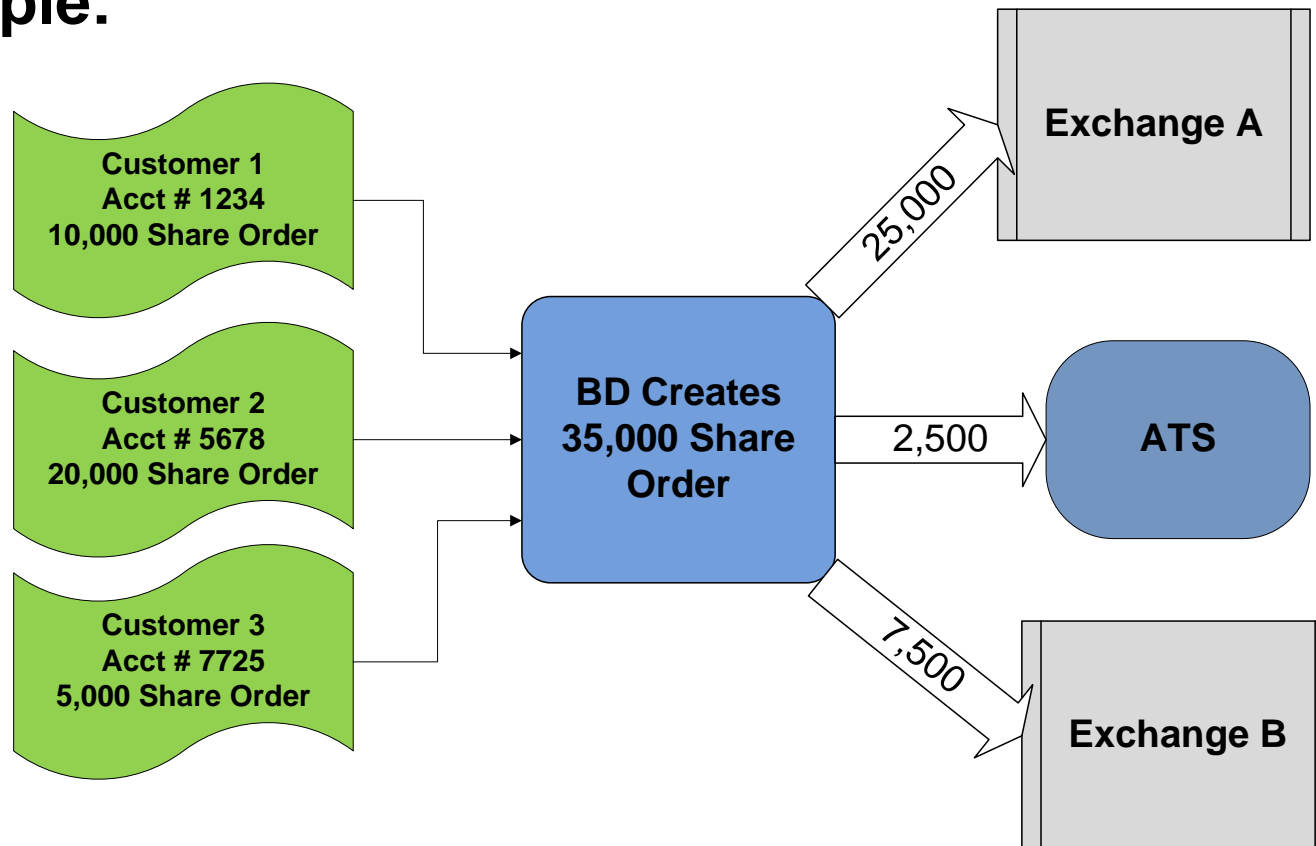 ple:
Customer 1
Acct # 1234
10,000 Share Order
Customer 2
Acct # 5678
20,000 Share Order
Customer 3
Acct # 7725
5,000 Share Order
BD Creates
35,000 Share
Order
25,000
2,500
7,500
Exchange A
ATS
Exchange B